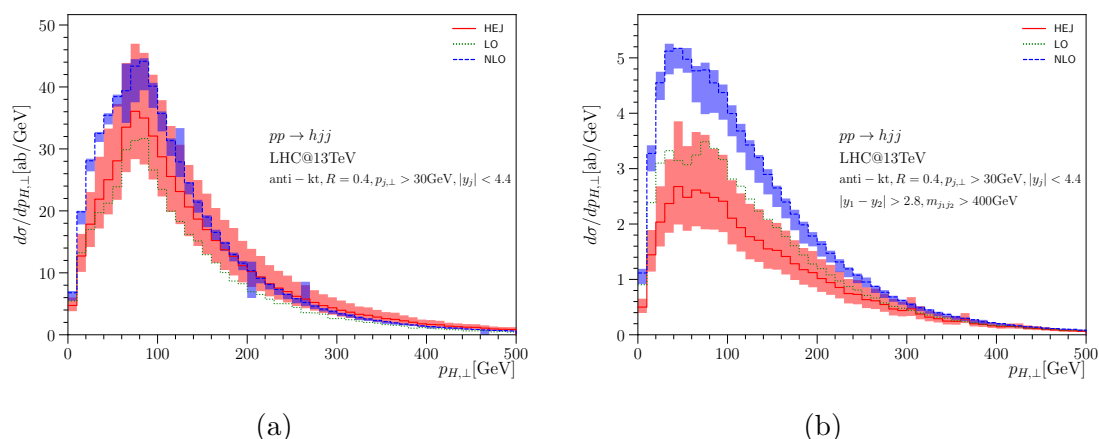 50
40
30
20
10
0
dσ/dp_{H,⊥}[ab/GeV]
HEJ
LO
NLO
pp → hjj
LHC@13TeV
anti − kt, R = 0.4, p_{j,⊥} > 30GeV, |y_j| < 4.4
0 100 200 300 400 500
p_{H,⊥}[GeV]
(a)
5
4
3
2
1
0
dσ/dp_{H,⊥}[ab/GeV]
HEJ
LO
NLO
pp → hjj
LHC@13TeV
anti − kt, R = 0.4, p_{j,⊥} > 30GeV, |y_j| < 4.4
|y_1 − y_2| > 2.8, m_{j_1j_2} > 400GeV
0 100 200 300 400 500
p_{H,⊥}[GeV]
(b)